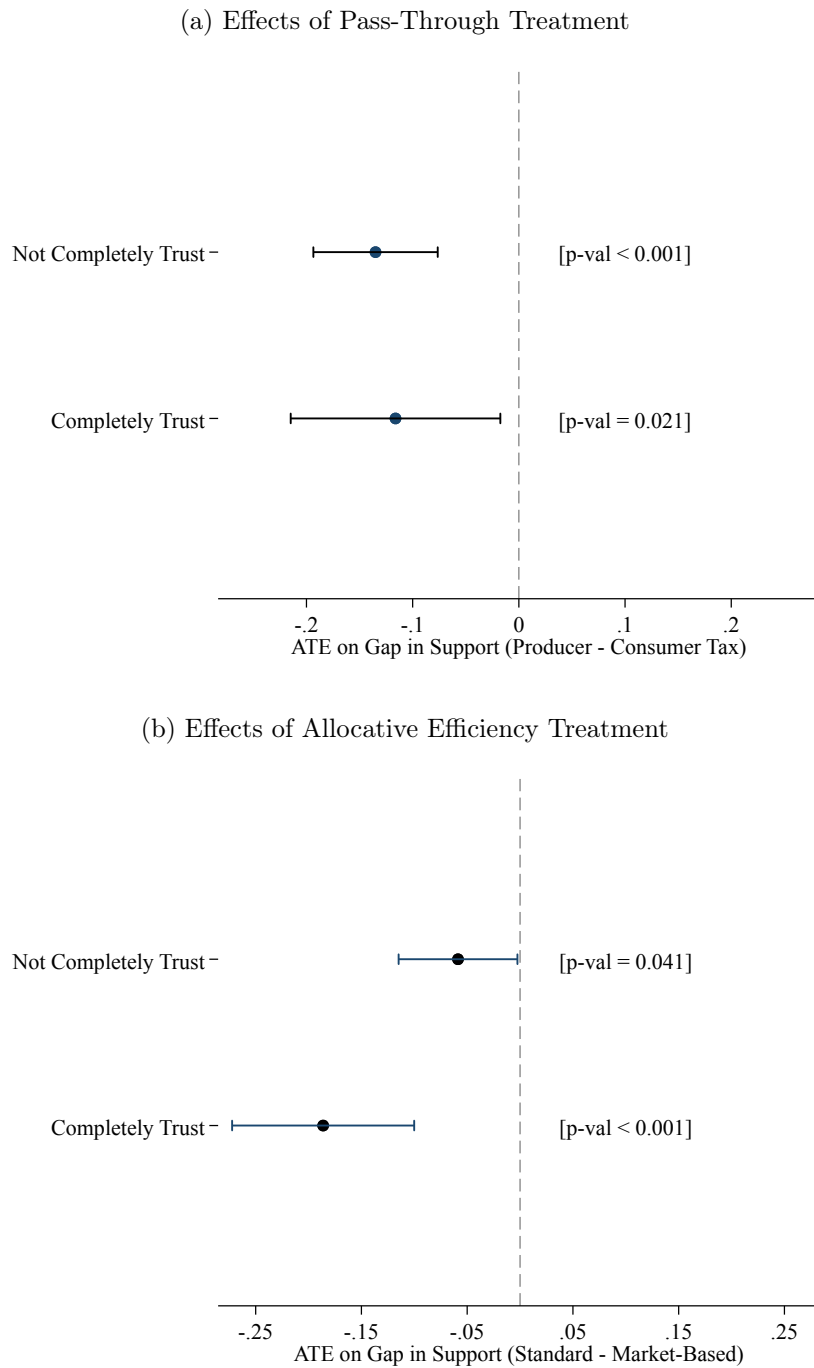 (a) Effects of Pass-Through Treatment
Not Completely Trust
[p-val < 0.001]
Completely Trust
[p-val = 0.021]
-.2 -.1 0 .1 .2
ATE on Gap in Support (Producer - Consumer Tax)
(b) Effects of Allocative Efficiency Treatment
Not Completely Trust
[p-val = 0.041]
Completely Trust
[p-val < 0.001]
-.25 -.15 -.05 .05 .15 .25
ATE on Gap in Support (Standard - Market-Based)